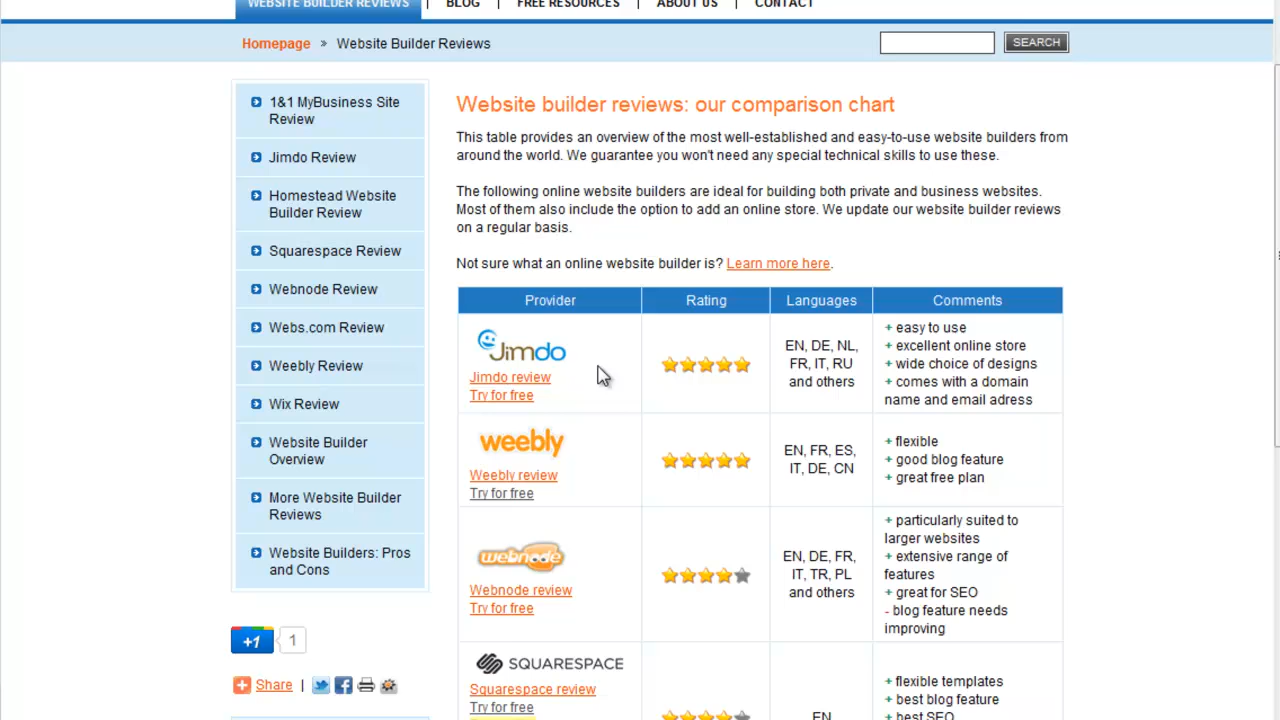 WEBSITE BUILDER REVIEWS | BLOG | FREE RESOURCES | ABOUT US | CONTACT
Homepage » Website Builder Reviews
SEARCH
1&1 MyBusiness Site
Review
Jimdo Review
Homestead Website
Builder Review
Squarespace Review
Webnode Review
Webs.com Review
Weebly Review
Wix Review
Website Builder
Overview
More Website Builder
Reviews
Website Builders: Pros
and Cons
+1 1
Share |
Website builder reviews: our comparison chart
This table provides an overview of the most well-established and easy-to-use website builders from
around the world. We guarantee you won't need any special technical skills to use these.
The following online website builders are ideal for building both private and business websites.
Most of them also include the option to add an online store. We update our website builder reviews
on a regular basis.
Not sure what an online website builder is? Learn more here.
Provider Rating Languages Comments
Jimdo
Jimdo review
Try for free
EN, DE, NL,
FR, IT, RU
and others
+ easy to use
+ excellent online store
+ wide choice of designs
+ comes with a domain
name and email adress
weebly
Weebly review
Try for free
EN, FR, ES,
IT, DE, CN
+ flexible
+ good blog feature
+ great free plan
webnode
Webnode review
Try for free
EN, DE, FR,
IT, TR, PL
and others
+ particularly suited to
larger websites
+ extensive range of
features
+ great for SEO
- blog feature needs
improving
SQUARESPACE
Squarespace review
Try for free
EN
+ flexible templates
+ best blog feature
+ best SEO